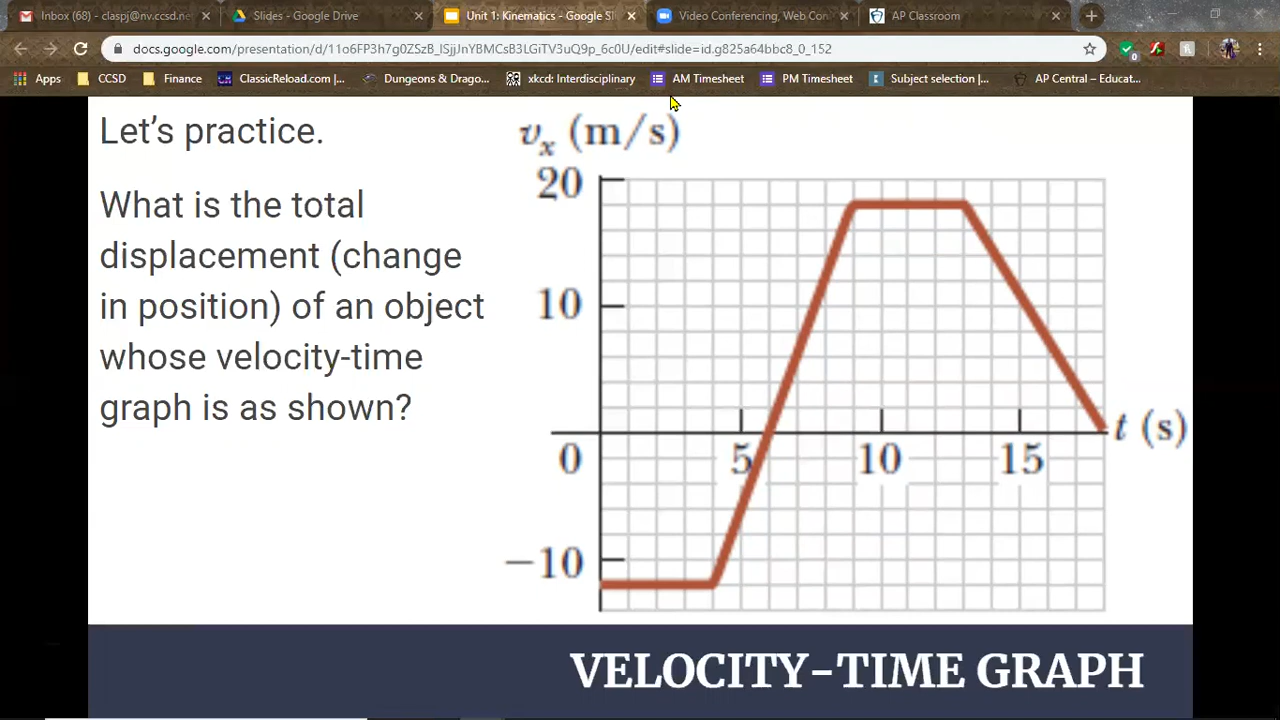 Inbox (68) - claspj@nv.ccsd.ne
Slides - Google Drive
Unit 1: Kinematics - Google Sl
Video Conferencing, Web Con
AP Classroom
docs.google.com/presentation/d/11o6FP3h7g0ZSzB_lSjjJnYBMCsB3LGiTV3uQ9p_6c0U/edit#slide=id.g825a64bbc8_0_152
Apps
CCSD
Finance
ClassicReload.com |...
Dungeons & Drago...
xkcd: Interdisciplinary
AM Timesheet
PM Timesheet
Subject selection |...
AP Central – Educat...
Let's practice.
What is the total
displacement (change
in position) of an object
whose velocity-time
graph is as shown?
vx (m/s)
20
10
0
5
10
15
t (s)
−10
VELOCITY-TIME GRAPH